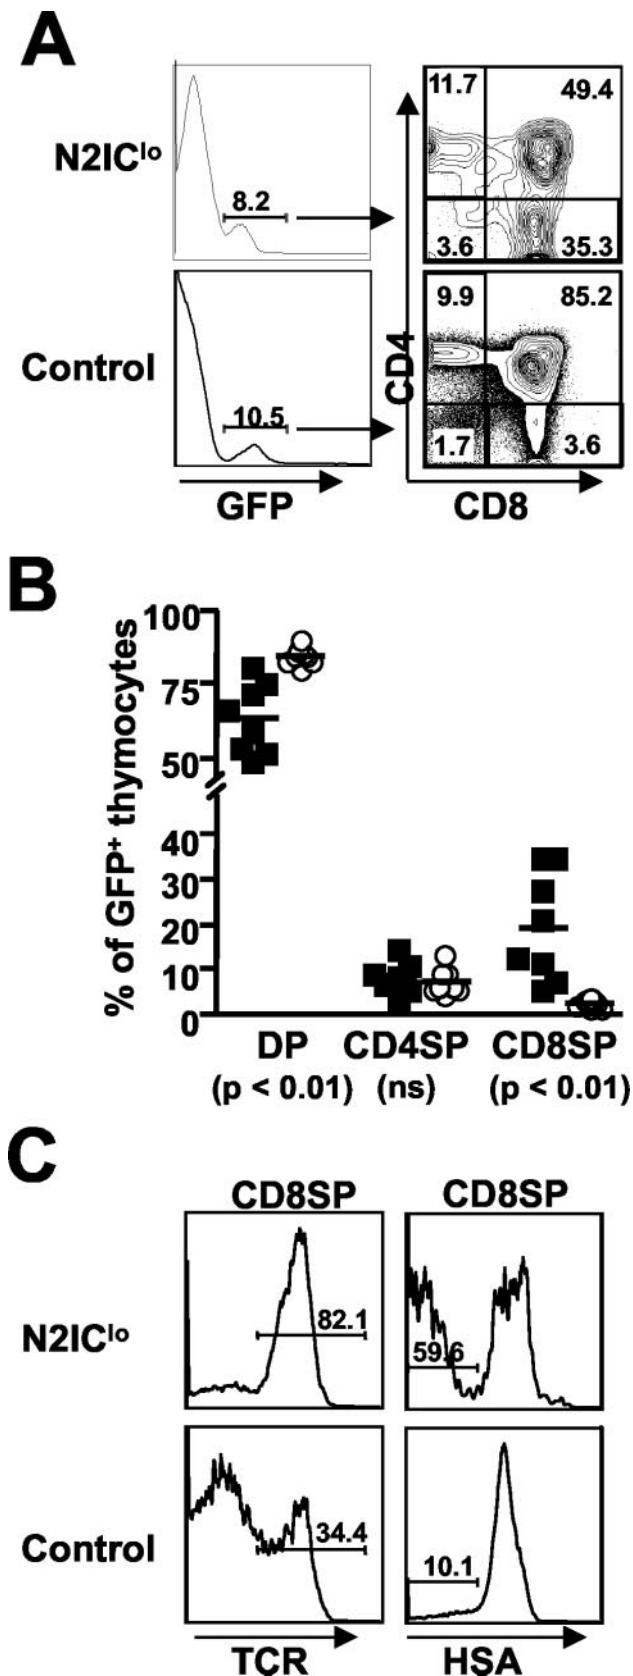 A
N2IClo
8.2
11.7
49.4
3.6
35.3
Control
10.5
9.9
85.2
1.7
3.6
CD4
GFP
CD8
B
% of GFP+ thymocytes
100
75
50
40
30
20
10
0
DP
CD4SP
CD8SP
(p < 0.01)
(ns)
(p < 0.01)
C
CD8SP
CD8SP
N2IClo
82.1
59.6
Control
34.4
10.1
TCR
HSA